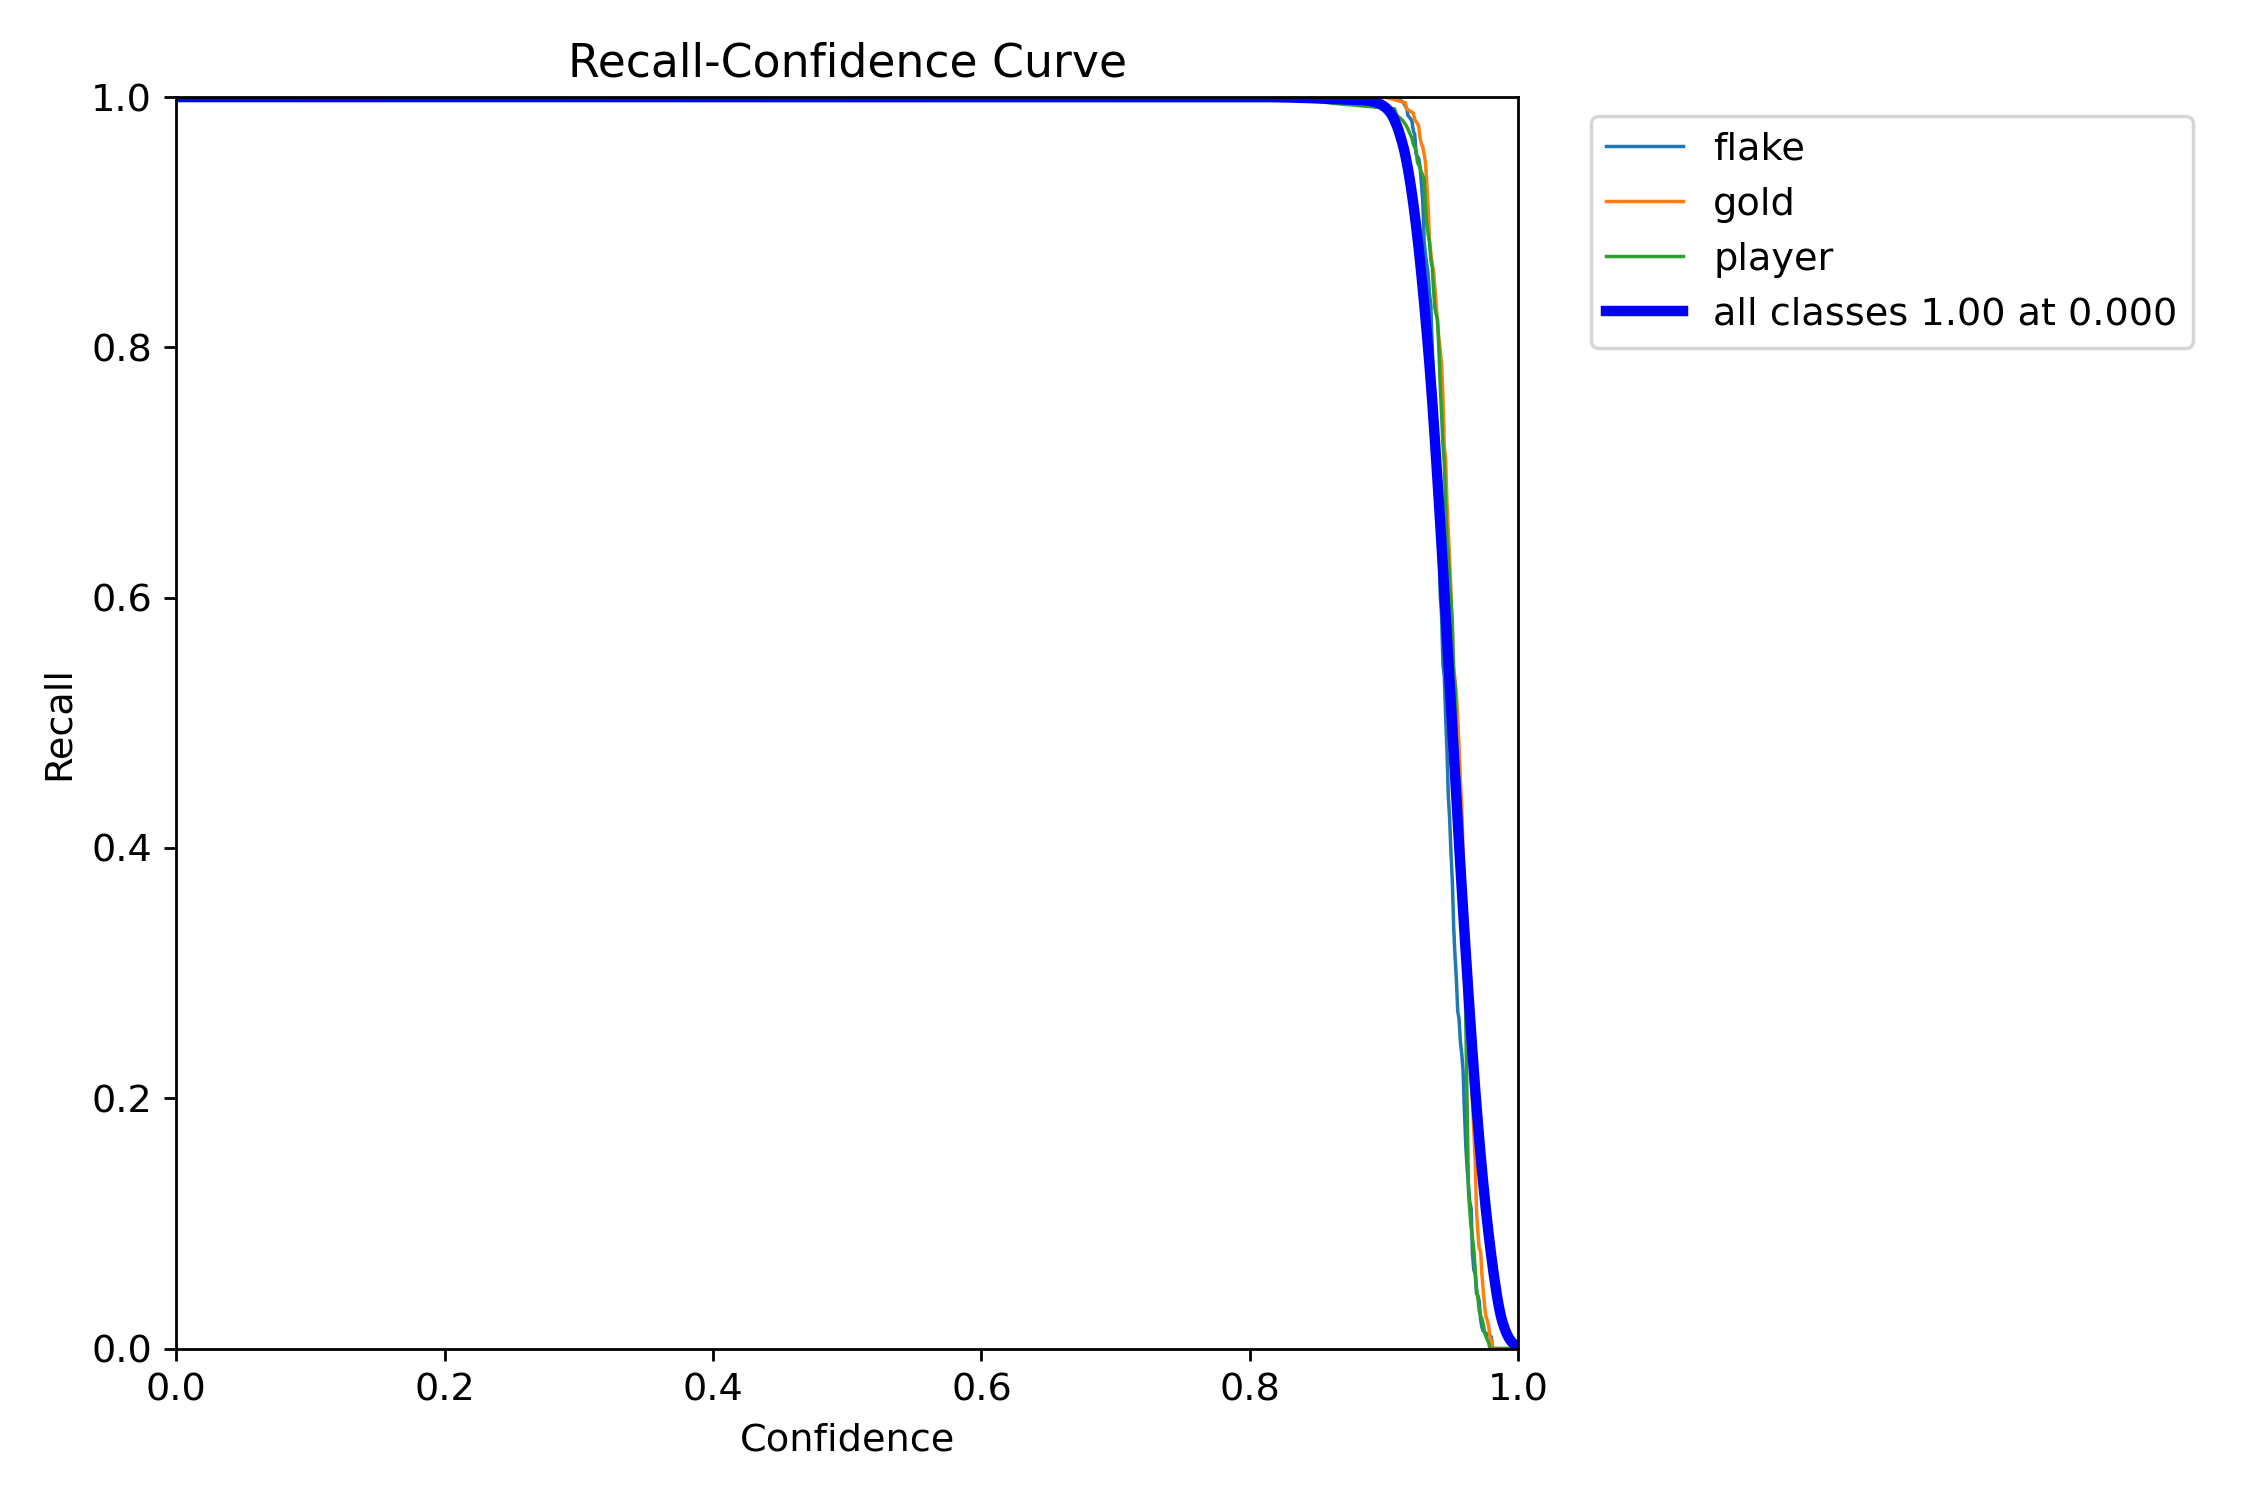 Recall-Confidence Curve
1.0
0.8
0.6
0.4
0.2
0.0
Recall
0.0 0.2 0.4 0.6 0.8 1.0
Confidence
flake
gold
player
all classes 1.00 at 0.000